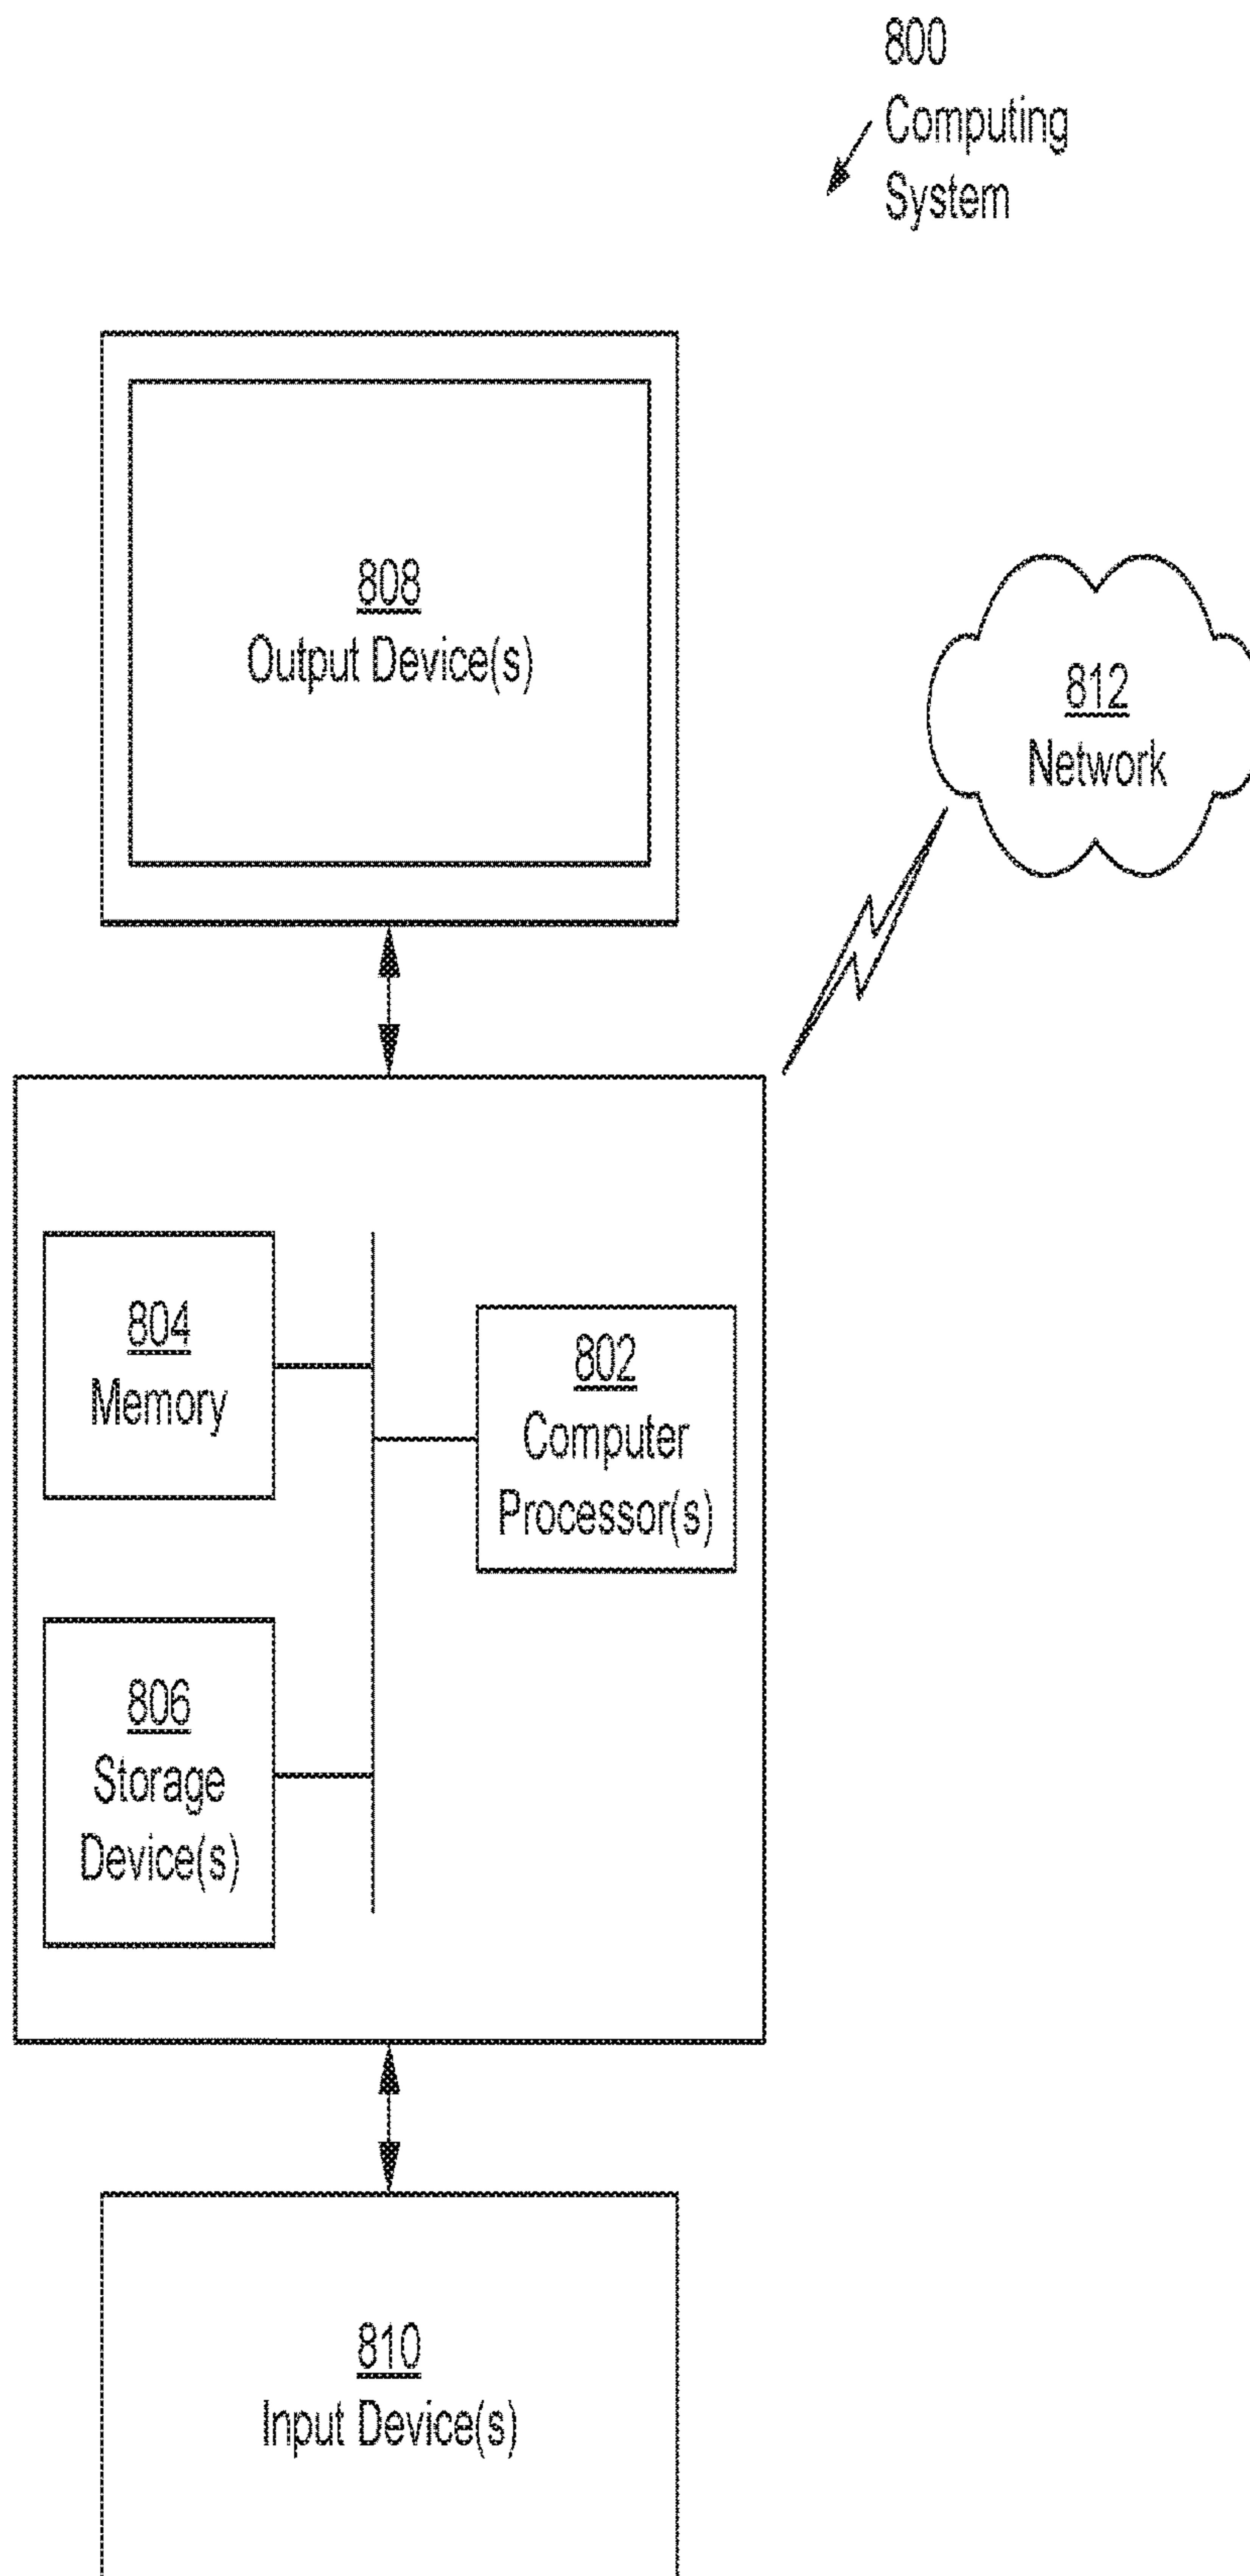 800
Computing
System
808
Output Device(s)
812
Network
804
Memory
802
Computer
Processor(s)
806
Storage
Device(s)
810
Input Device(s)